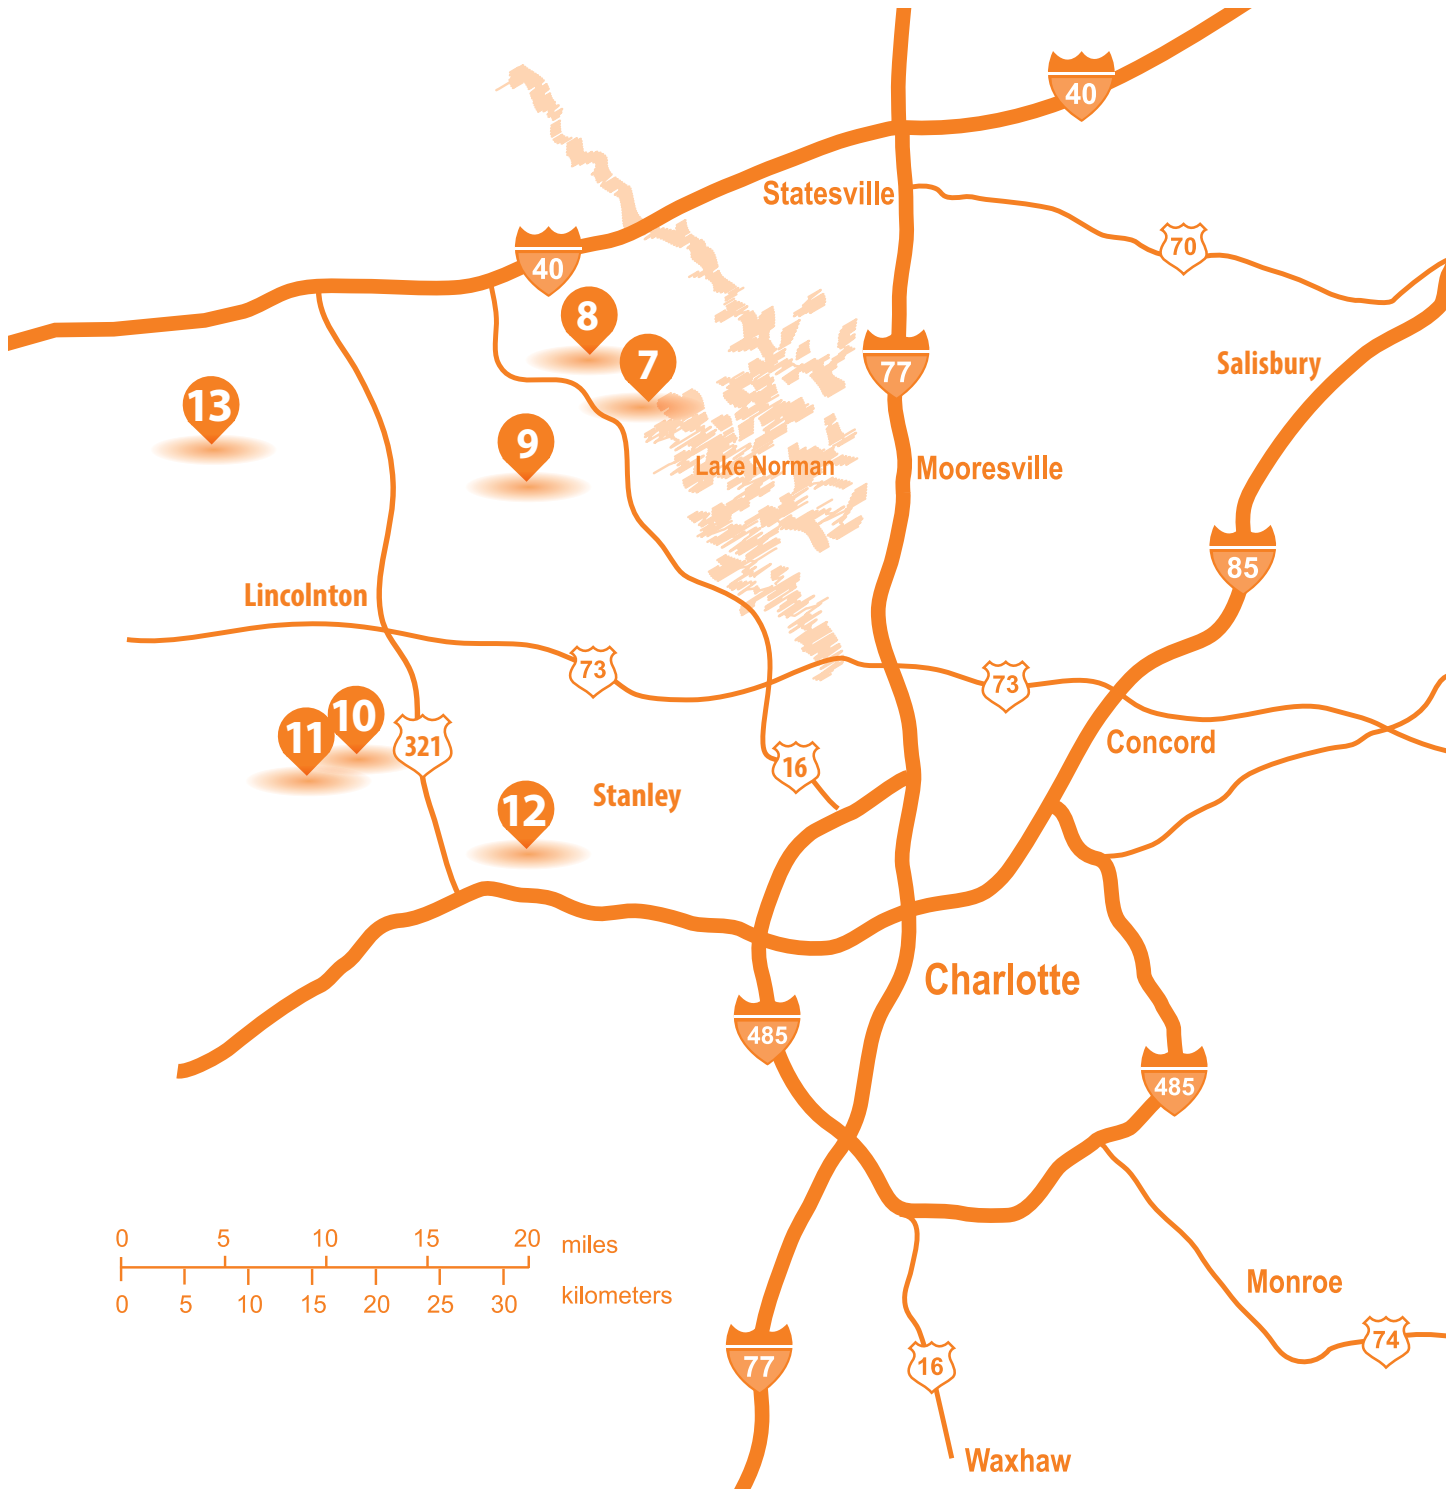 40
Statesville
70
40
8
7
77
Salisbury
13
9
Lake Norman
Mooresville
85
Lincolnton
73
73
10
11
321
Concord
16
Stanley
12
Charlotte
485
485
0 5 10 15 20 miles
0 5 10 15 20 25 30 kilometers
Monroe
74
77
16
Waxhaw